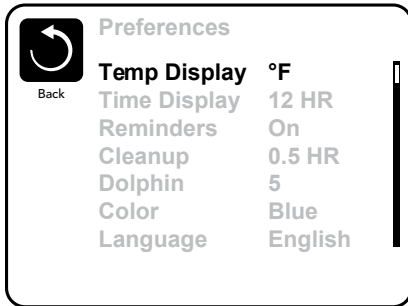 Preferences
Temp Display °F
Back
Time Display 12 HR
Reminders On
Cleanup 0.5 HR
Dolphin 5
Color Blue
Language English